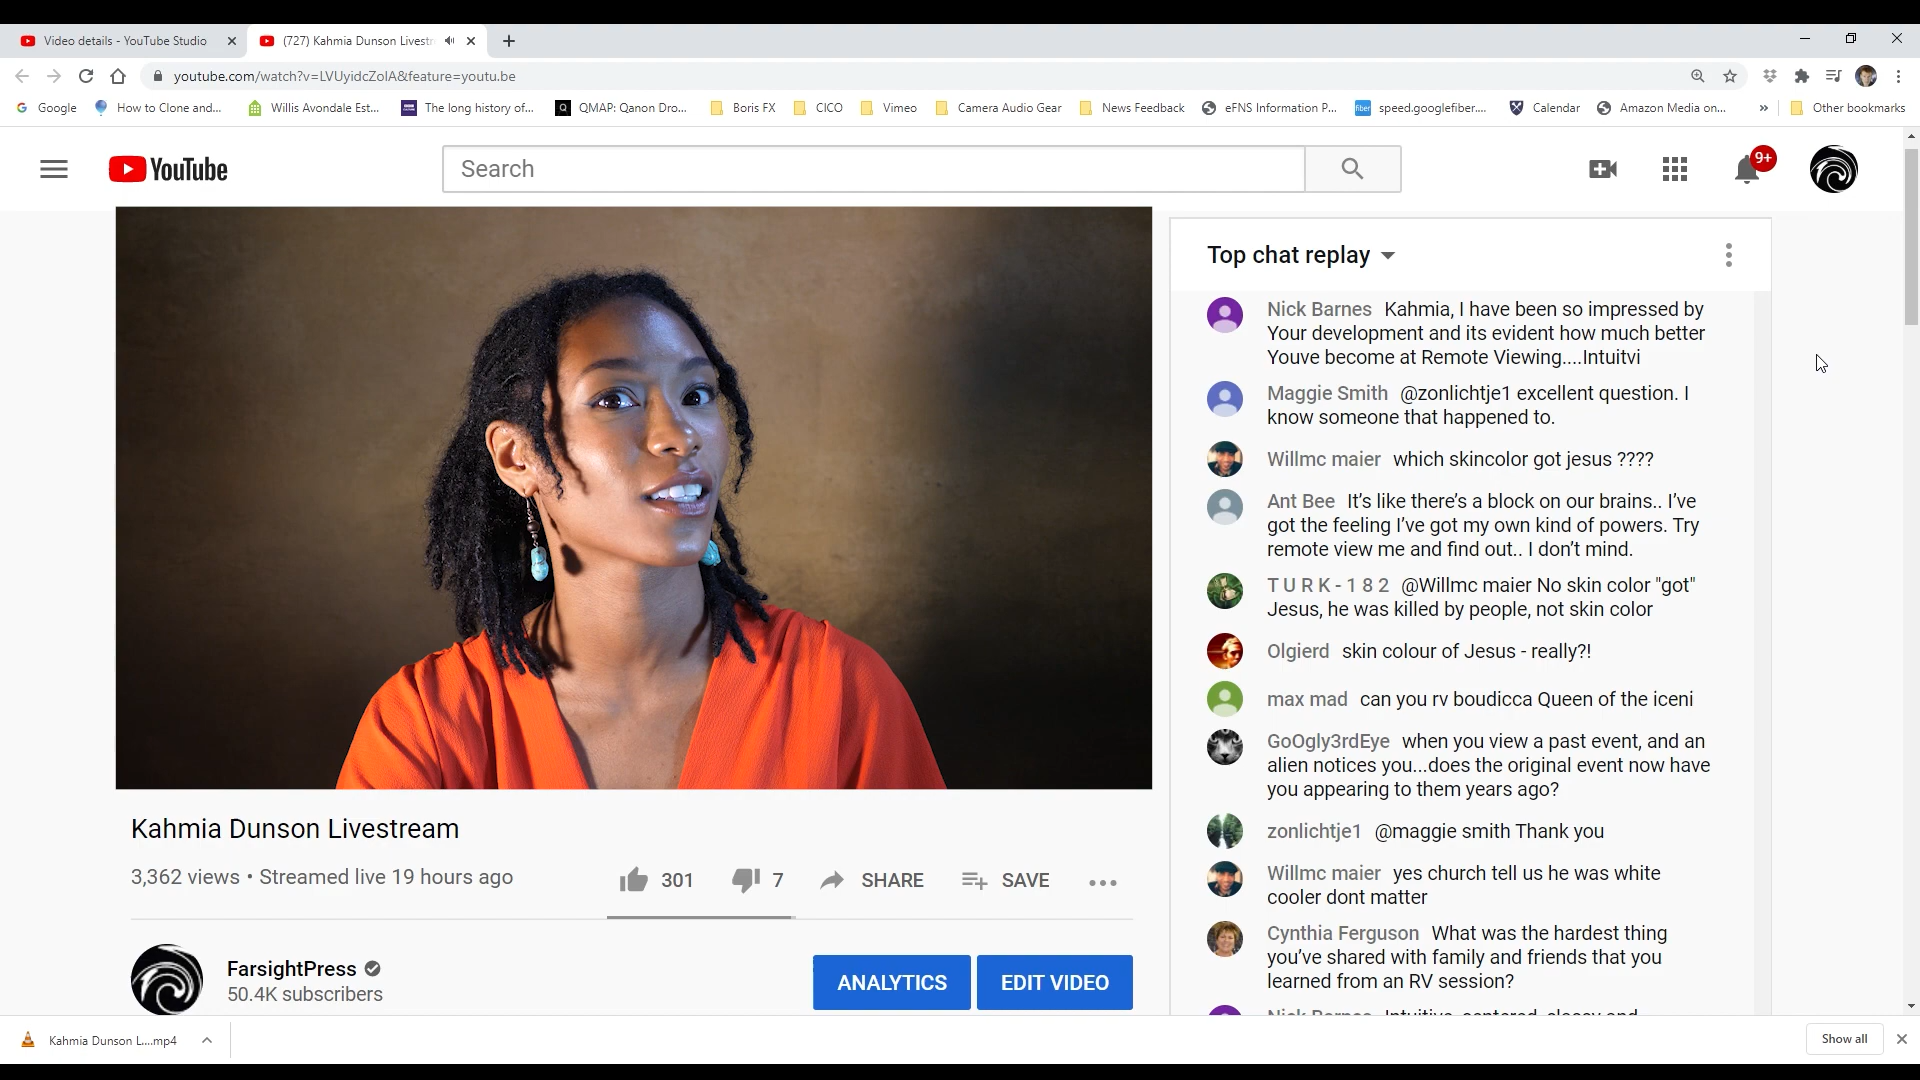 Video details - YouTube Studio
(727) Kahmia Dunson Livestr
youtube.com/watch?v=LVUyidcZolA&feature=youtu.be
Google
How to Clone and...
Willis Avondale Est...
The long history of...
QMAP: Qanon Dro...
Boris FX
CICO
Vimeo
Camera Audio Gear
News Feedback
eFNS Information P...
fiber
speed.googlefiber....
Calendar
Amazon Media on...
»
Other bookmarks
YouTube
Search
9+
Top chat replay
Nick Barnes Kahmia, I have been so impressed by
Your development and its evident how much better
Youve become at Remote Viewing....Intuitvi
Maggie Smith @zonlichtje1 excellent question. I
know someone that happened to.
Willmc maier which skincolor got jesus ????
Ant Bee It’s like there’s a block on our brains.. I’ve
got the feeling I’ve got my own kind of powers. Try
remote view me and find out.. I don’t mind.
T U R K - 1 8 2 @Willmc maier No skin color "got"
Jesus, he was killed by people, not skin color
Olgierd skin colour of Jesus - really?!
max mad can you rv boudicca Queen of the iceni
GoOgly3rdEye when you view a past event, and an
alien notices you...does the original event now have
you appearing to them years ago?
zonlichtje1 @maggie smith Thank you
Willmc maier yes church tell us he was white
cooler dont matter
Cynthia Ferguson What was the hardest thing
you’ve shared with family and friends that you
learned from an RV session?
Nick Barnes Intuitive, centered, classy and
Kahmia Dunson Livestream
3,362 views • Streamed live 19 hours ago
301
7
SHARE
SAVE
FarsightPress
50.4K subscribers
ANALYTICS
EDIT VIDEO
Kahmia Dunson L....mp4
Show all